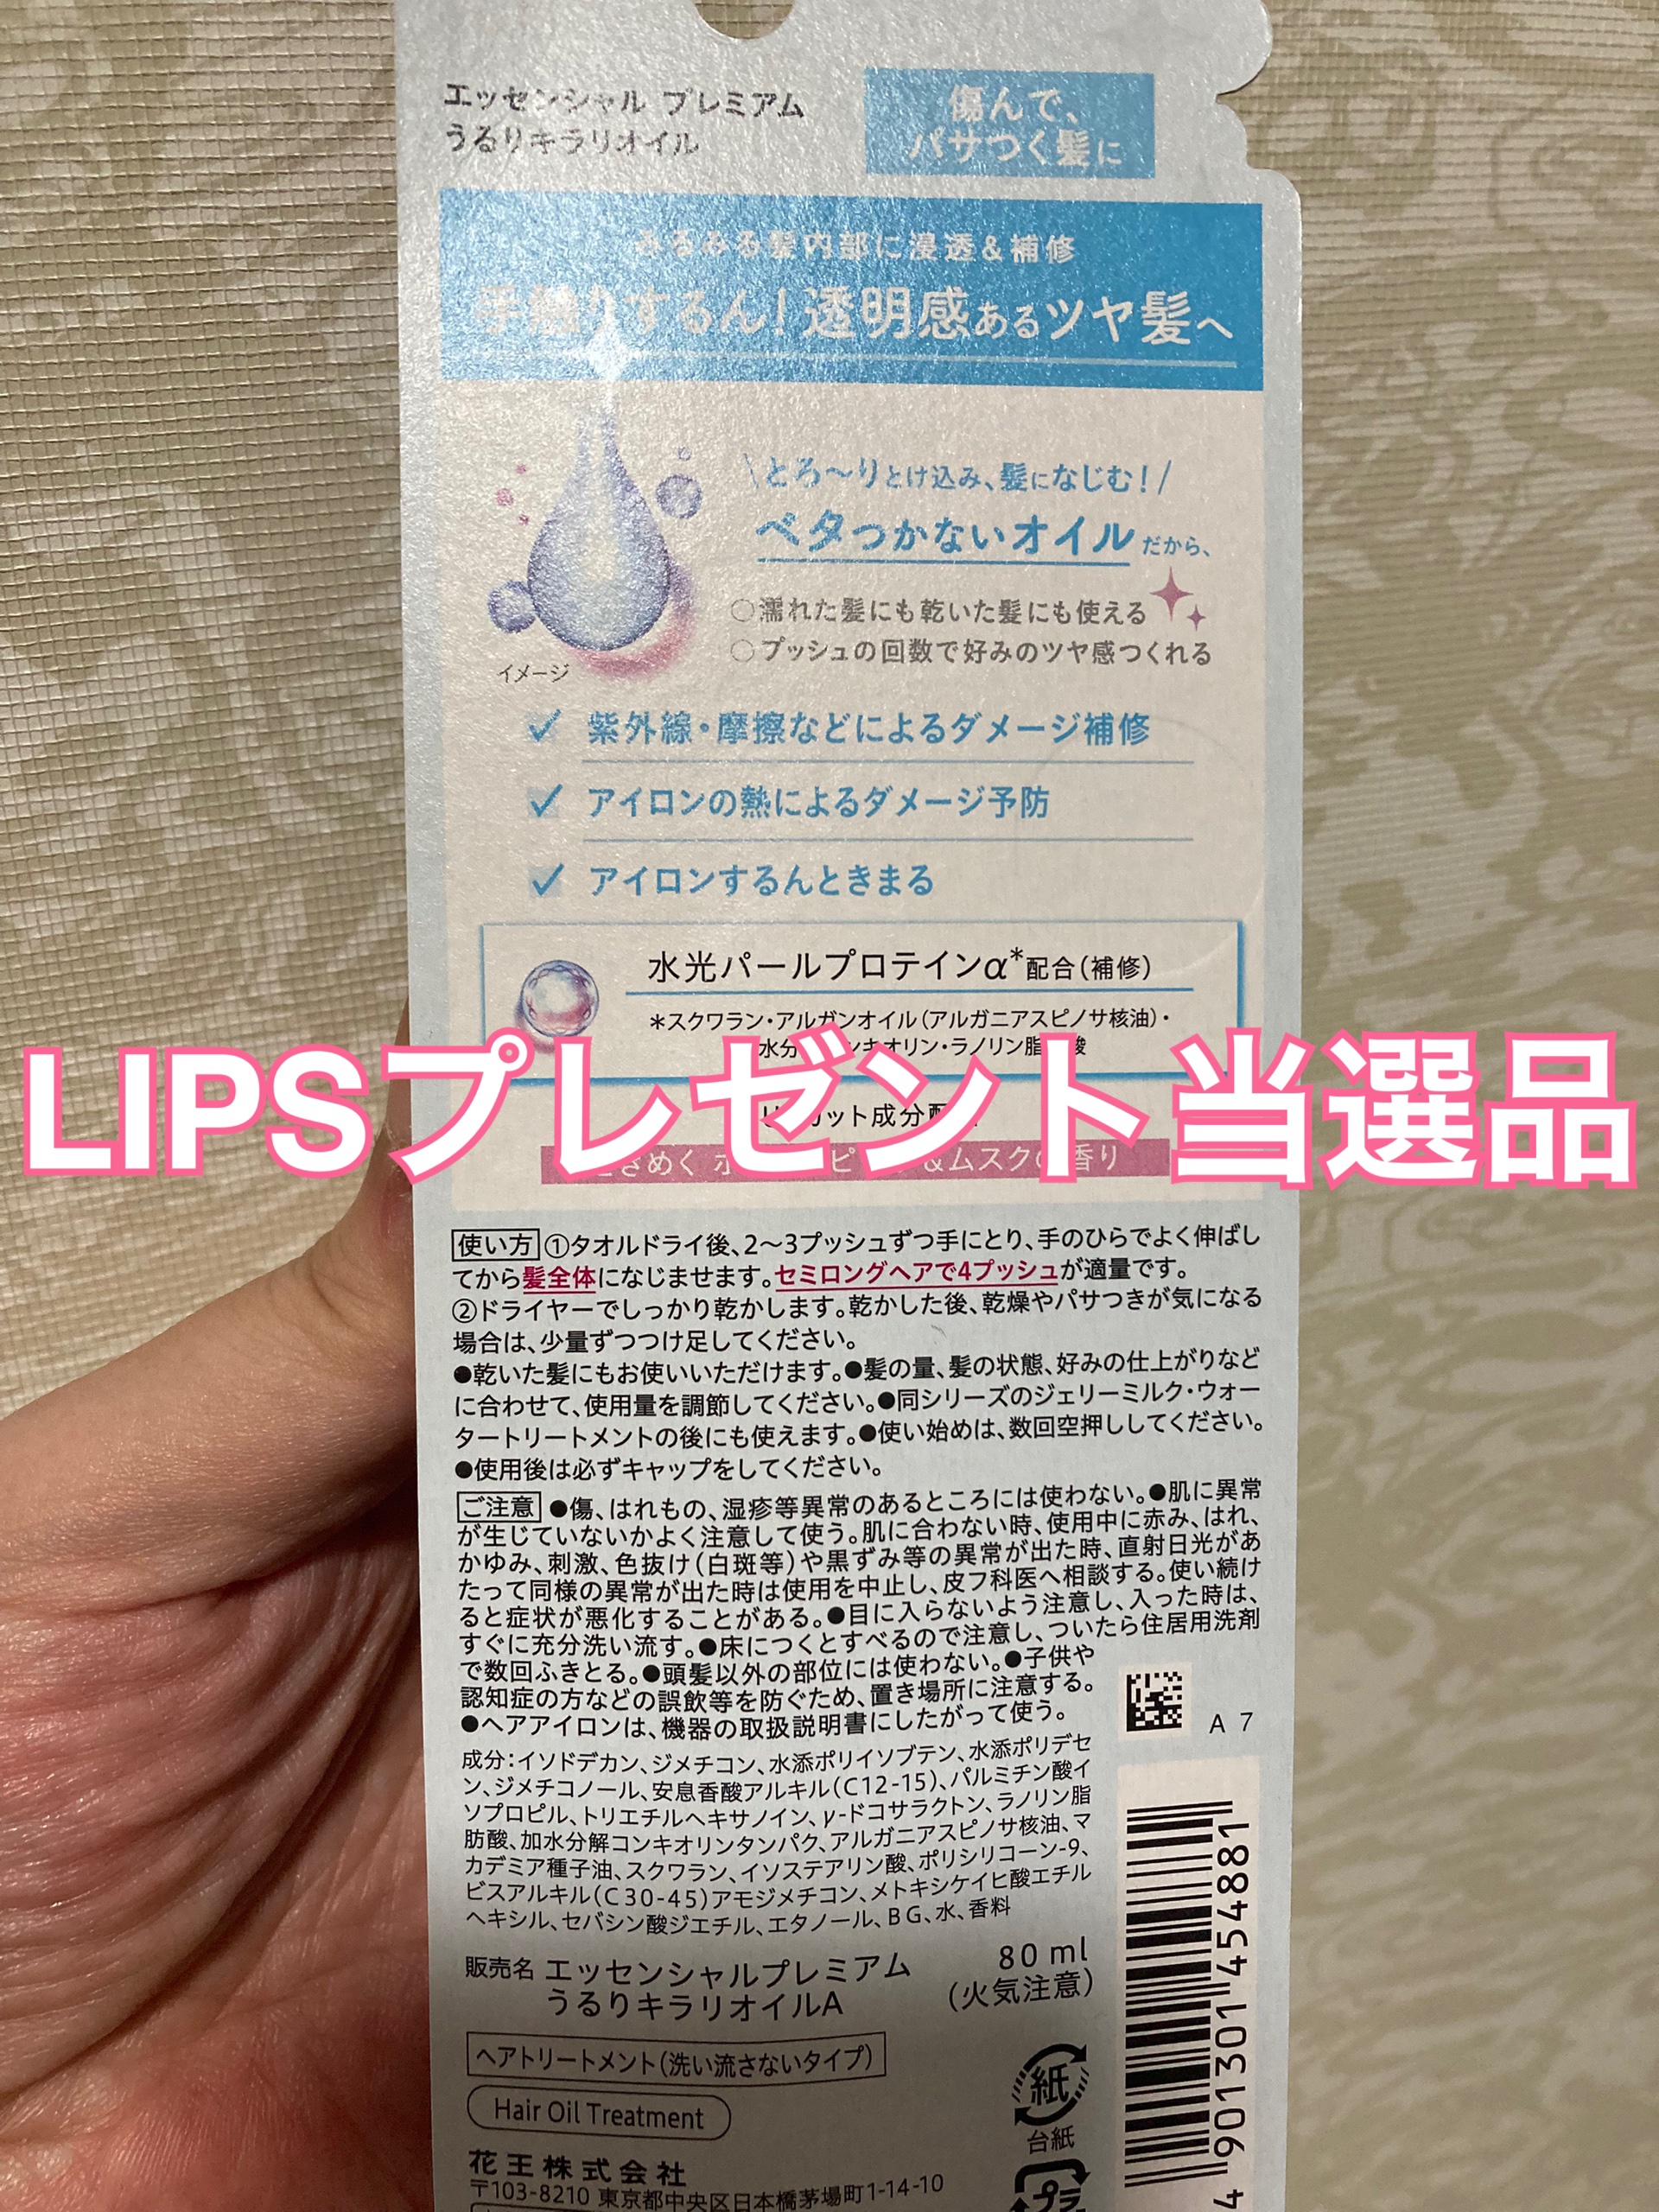 エッセンシャル プレミアム
うるりキラリオイル
傷んで、
パサつく髪に
みるみる髪内部に浸透&補修
手触りするん!透明感あるツヤ髪へ
\とろ〜りとけ込み、髪になじむ!/
ベタつかないオイルだから、
○濡れた髪にも乾いた髪にも使える
○プッシュの回数で好みのツヤ感つくれる
イメージ
✓ 紫外線・摩擦などによるダメージ補修
✓ アイロンの熱によるダメージ予防
✓ アイロンするんときまる
水光パールプロテインα*配合(補修)
*スクワラン・アルガンオイル(アルガニアスピノサ核油)・
水分 ンキオリン・ラノリン脂 酸
LIPSプレゼント当選品
カット成分配
ときめく &ムスクの香り
使い方 ①タオルドライ後、2〜3プッシュずつ手にとり、手のひらでよく伸ばし
てから髪全体になじませます。セミロングヘアで4プッシュが適量です。
②ドライヤーでしっかり乾かします。乾かした後、乾燥やパサつきが気になる
場合は、少量ずつつけ足してください。
●乾いた髪にもお使いいただけます。●髪の量、髪の状態、好みの仕上がりなど
に合わせて、使用量を調節してください。●同シリーズのジェリーミルク・ウォー
タートリートメントの後にも使えます。●使い始めは、数回空押ししてください。
●使用後は必ずキャップをしてください。
ご注意 ●傷、はれもの、湿疹等異常のあるところには使わない。●肌に異常
が生じていないかよく注意して使う。肌に合わない時、使用中に赤み、はれ、
かゆみ、刺激、色抜け(白斑等)や黒ずみ等の異常が出た時、直射日光があ
たって同様の異常が出た時は使用を中止し、皮フ科医へ相談する。使い続け
ると症状が悪化することがある。●目に入らないよう注意し、入った時は、
すぐに充分洗い流す。●床につくとすべるので注意し、ついたら住居用洗剤
で数回ふきとる。●頭髪以外の部位には使わない。●子供や
認知症の方などの誤飲等を防ぐため、置き場所に注意する。
●ヘアアイロンは、機器の取扱説明書にしたがって使う。
A 7
成分:イソドデカン、ジメチコン、水添ポリイソブテン、水添ポリデセ
ン、ジメチコノール、安息香酸アルキル(C12-15)、パルミチン酸イ
ソプロピル、トリエチルヘキサノイン、γ-ドコサラクトン、ラノリン脂
肪酸、加水分解コンキオリンタンパク、アルガニアスピノサ核油、マ
カデミア種子油、スクワラン、イソステアリン酸、ポリシリコーン-9、
ビスアルキル(C30-45)アモジメチコン、メトキシケイヒ酸エチル
ヘキシル、セバシン酸ジエチル、エタノール、BG、水、香料
販売名 エッセンシャルプレミアム
うるりキラリオイルA
80 ml
(火気注意)
ヘアトリートメント(洗い流さないタイプ)
Hair Oil Treatment
紙
台紙
プラ
花王株式会社
〒103-8210 東京都中央区日本橋茅場町1-14-10
4 901301 454881